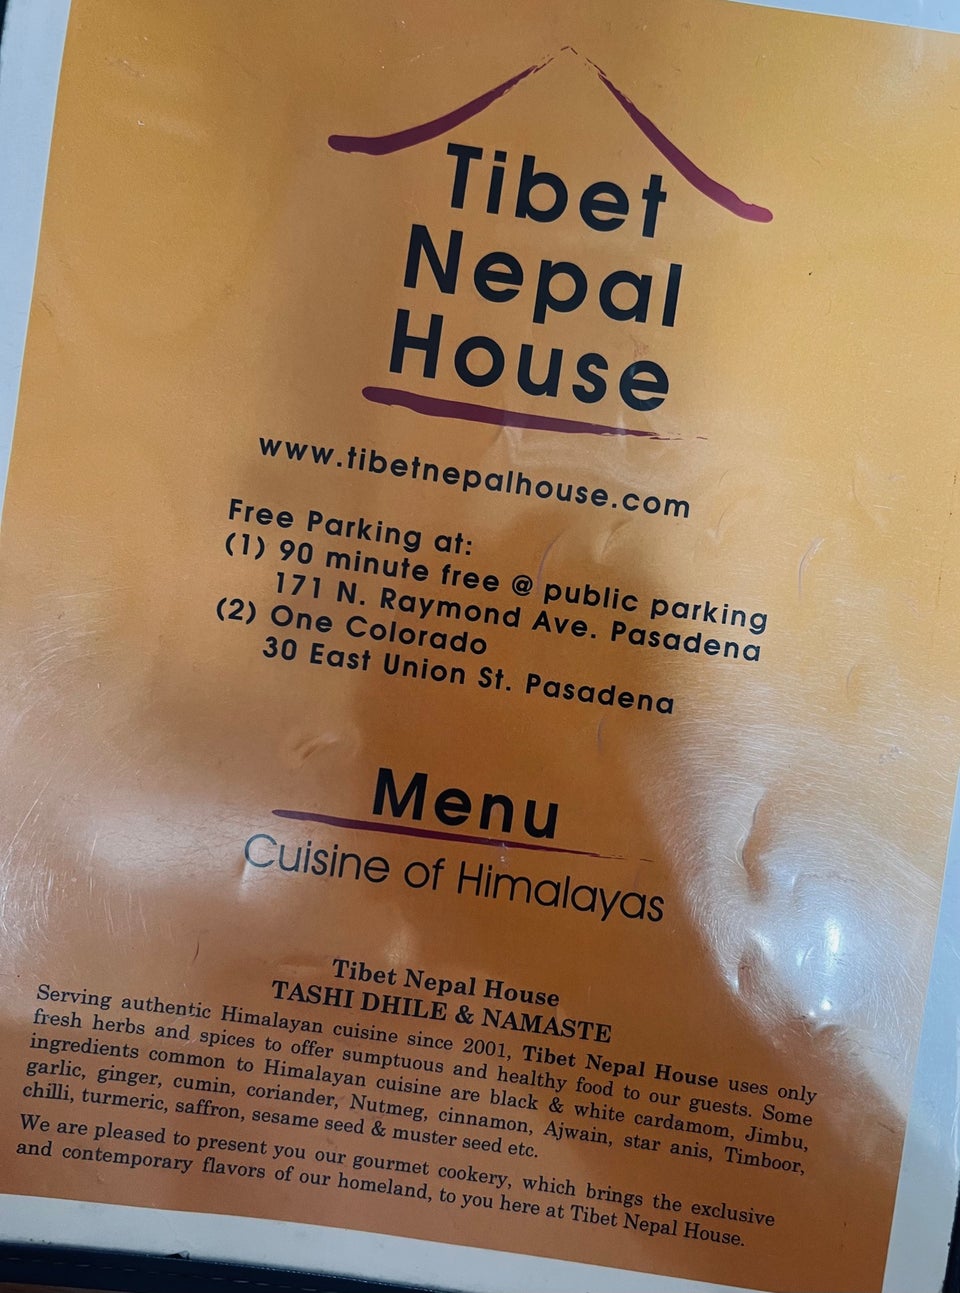 Tibet
Nepal
House
www.tibetnepalhouse.com
Free Parking at:
(1) 90 minute free @ public parking
171 N. Raymond Ave. Pasadena
(2) One Colorado
30 East Union St. Pasadena
Menu
Cuisine of Himalayas
Tibet Nepal House
TASHI DHILE & NAMASTE
Serving authentic Himalayan cuisine since 2001, Tibet Nepal House uses only
fresh herbs and spices to offer sumptuous and healthy food to our guests. Some
ingredients common to Himalayan cuisine are black & white cardamom, Jimbu,
garlic, ginger, cumin, coriander, Nutmeg, cinnamon, Ajwain, star anis, Timboor,
chilli, turmeric, saffron, sesame seed & muster seed etc.
We are pleased to present you our gourmet cookery, which brings the exclusive
and contemporary flavors of our homeland, to you here at Tibet Nepal House.